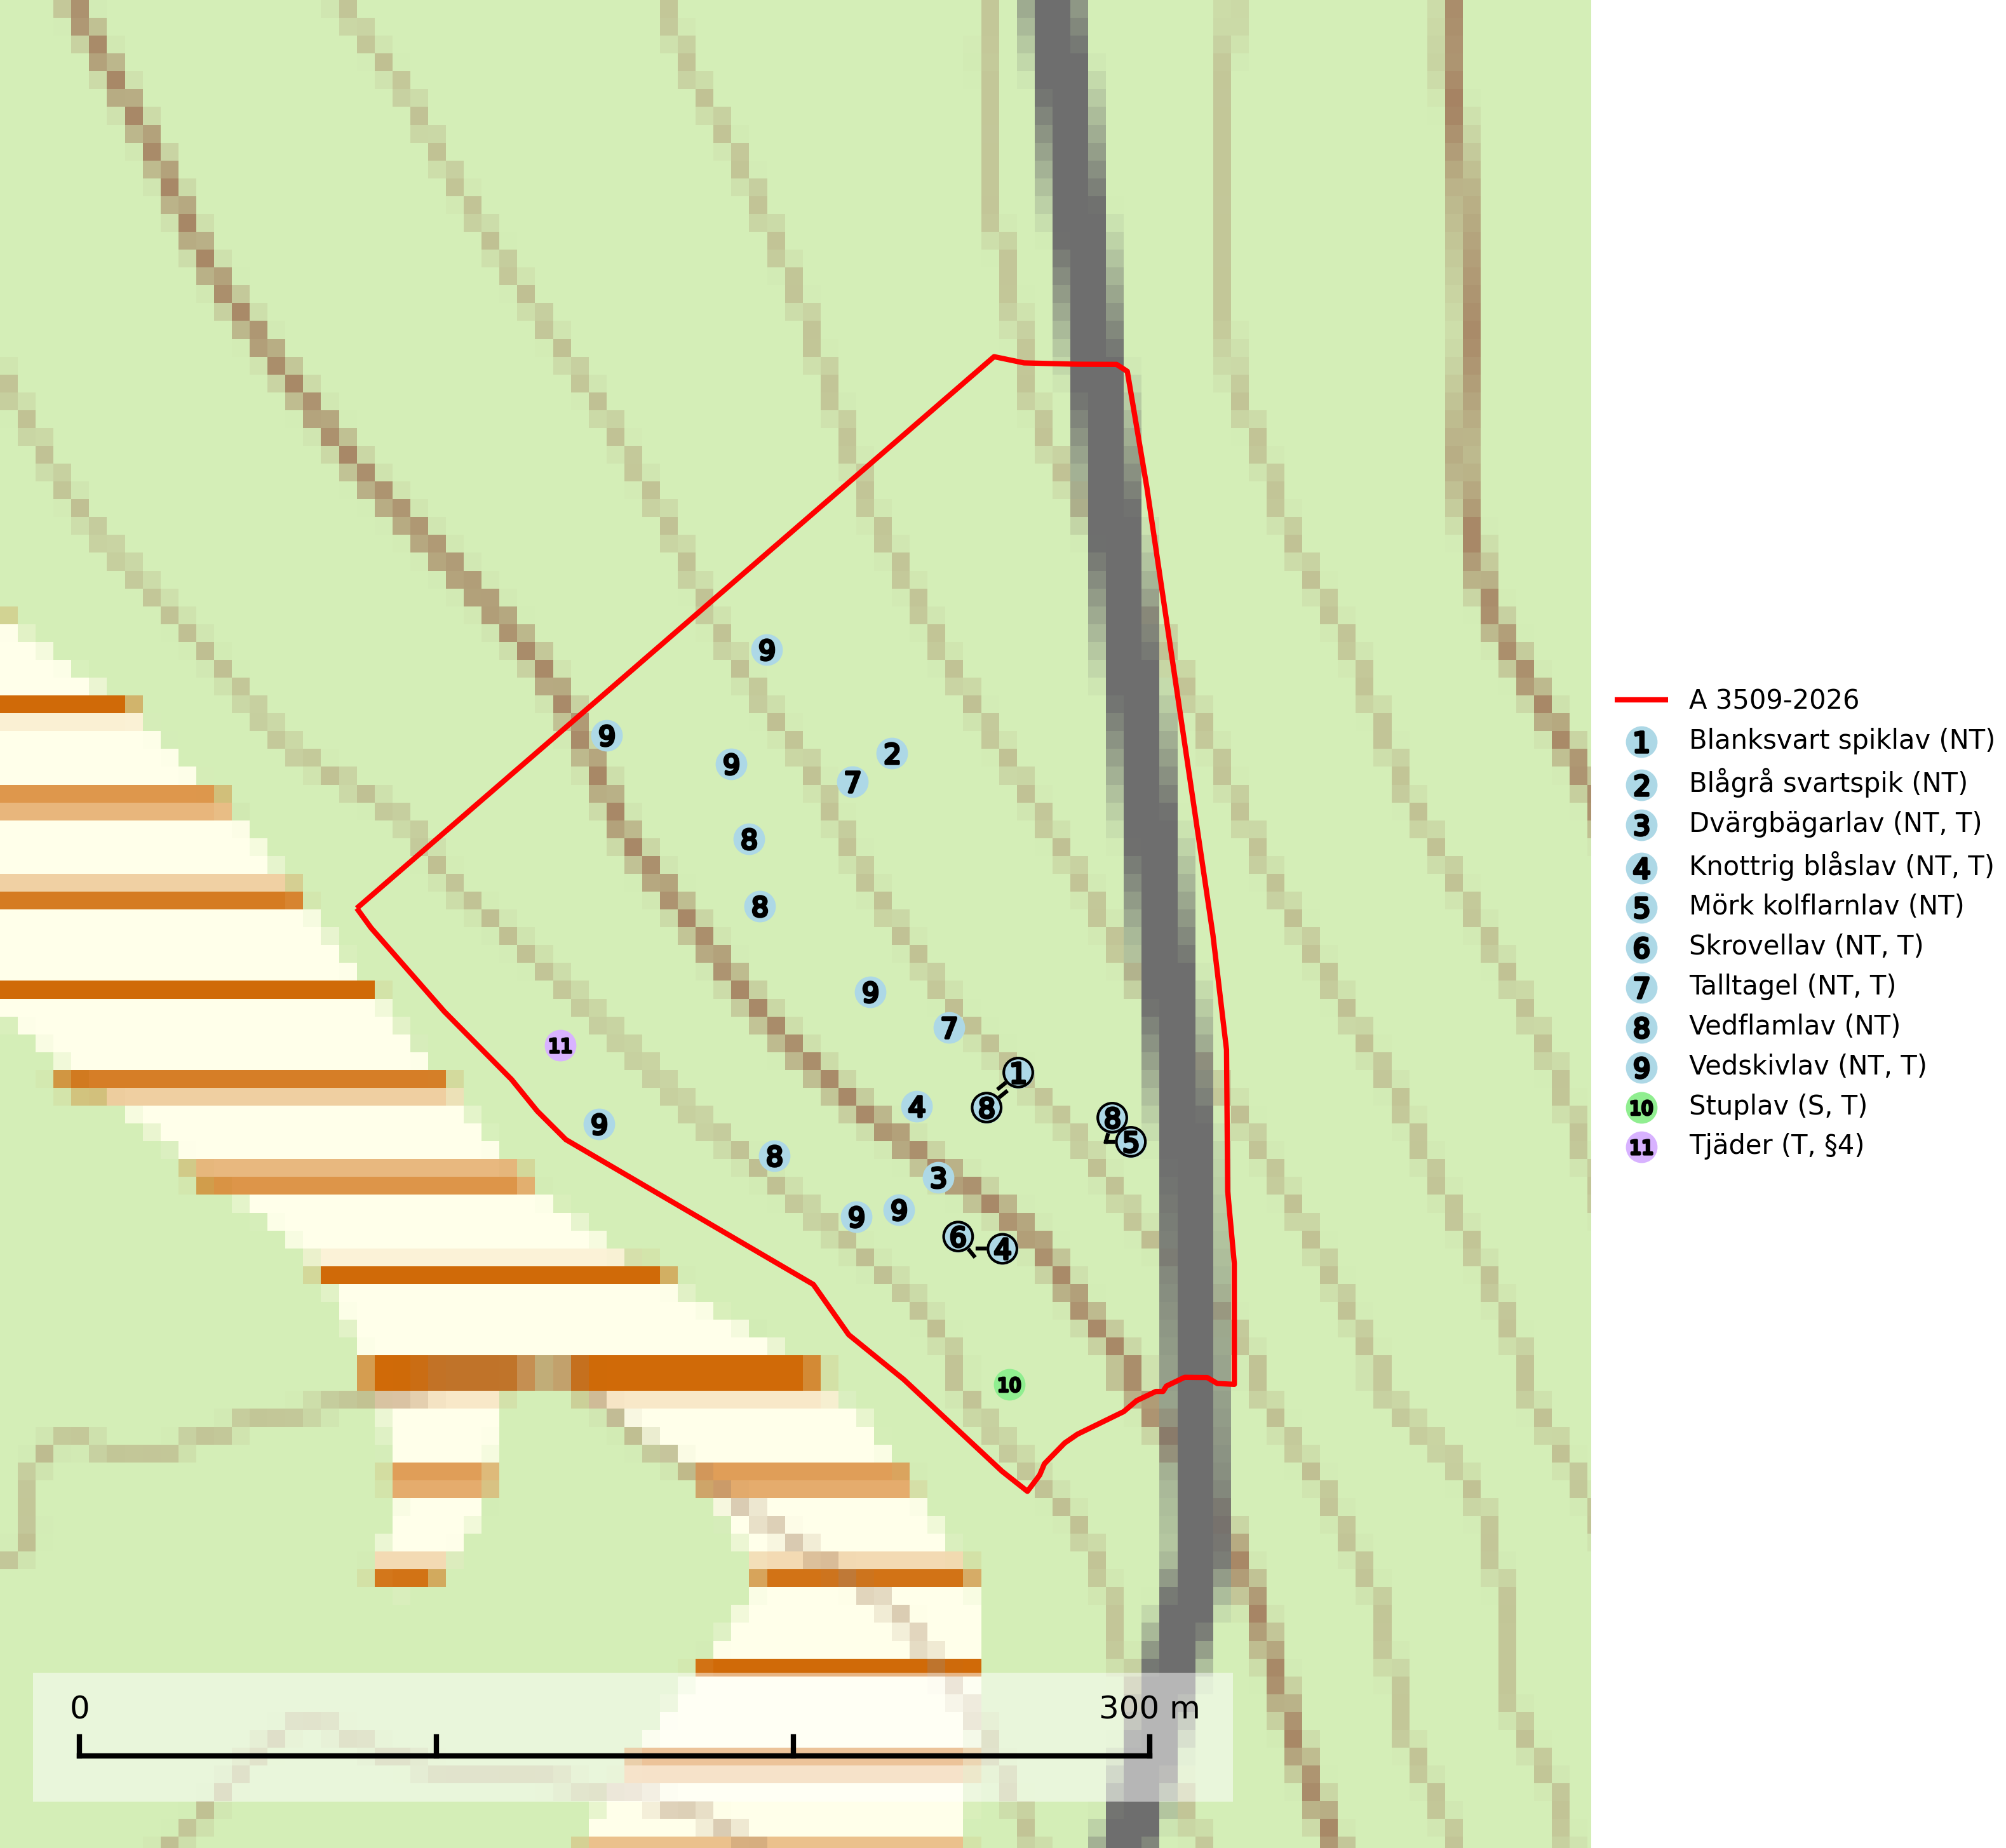 9
9
9
2
7
8
8
9
7
11
1
4
8
8
9
5
8
3
9
9
6
4
10
0
300 m
A 3509-2026
1 Blanksvart spiklav (NT)
2 Blågrå svartspik (NT)
3 Dvärgbägarlav (NT, T)
4 Knottrig blåslav (NT, T)
5 Mörk kolflarnlav (NT)
6 Skrovellav (NT, T)
7 Talltagel (NT, T)
8 Vedflamlav (NT)
9 Vedskivlav (NT, T)
10 Stuplav (S, T)
11 Tjäder (T, §4)